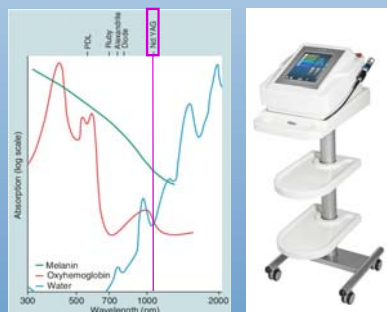 PDL
Ruby
Alexandrite
Diode
Nd:YAG
Absorption (log scale)
Melanin
Oxyhemoglobin
Water
300
500
700
1000
2000
Wavelength (nm)